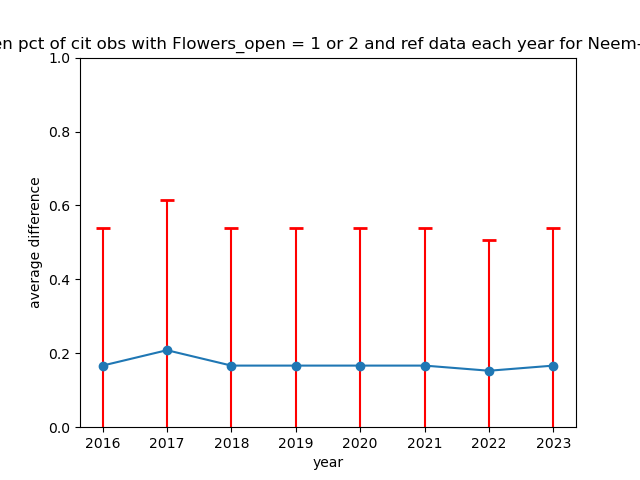 en pct of cit obs with Flowers_open = 1 or 2 and ref data each year for Neem-
1.0
0.8
0.6
0.4
0.2
0.0
average difference
2016 2017 2018 2019 2020 2021 2022 2023
year